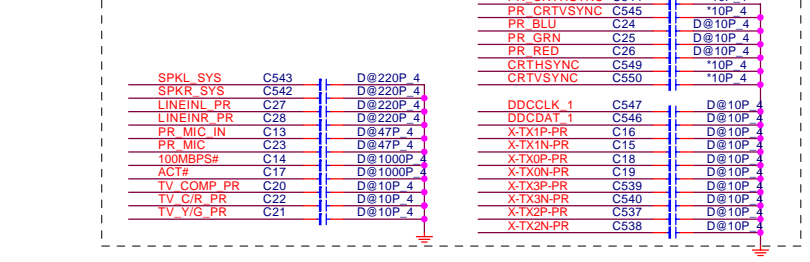 PR_CRTVSYNC C545 *10P_4
PR_BLU C24 D@10P_4
PR_GRN C25 D@10P_4
PR_RED C26 D@10P_4
CRTHSYNC C549 *10P_4
CRTVSYNC C550 *10P_4
SPKL_SYS C543 D@220P_4
SPKR_SYS C542 D@220P_4
LINEINL_PR C27 D@220P_4
LINEINR_PR C28 D@220P_4
PR_MIC_IN C13 D@47P_4
PR_MIC C23 D@47P_4
100MBPS# C14 D@1000P_4
ACT# C17 D@1000P_4
TV_COMP_PR C20 D@10P_4
TV_C/R_PR C22 D@10P_4
TV_Y/G_PR C21 D@10P_4
DDCCLK_1 C547 D@10P_4
DDCDAT_1 C546 D@10P_4
X-TX1P-PR C16 D@10P_4
X-TX1N-PR C15 D@10P_4
X-TX0P-PR C18 D@10P_4
X-TX0N-PR C19 D@10P_4
X-TX3P-PR C539 D@10P_4
X-TX3N-PR C540 D@10P_4
X-TX2P-PR C537 D@10P_4
X-TX2N-PR C538 D@10P_4